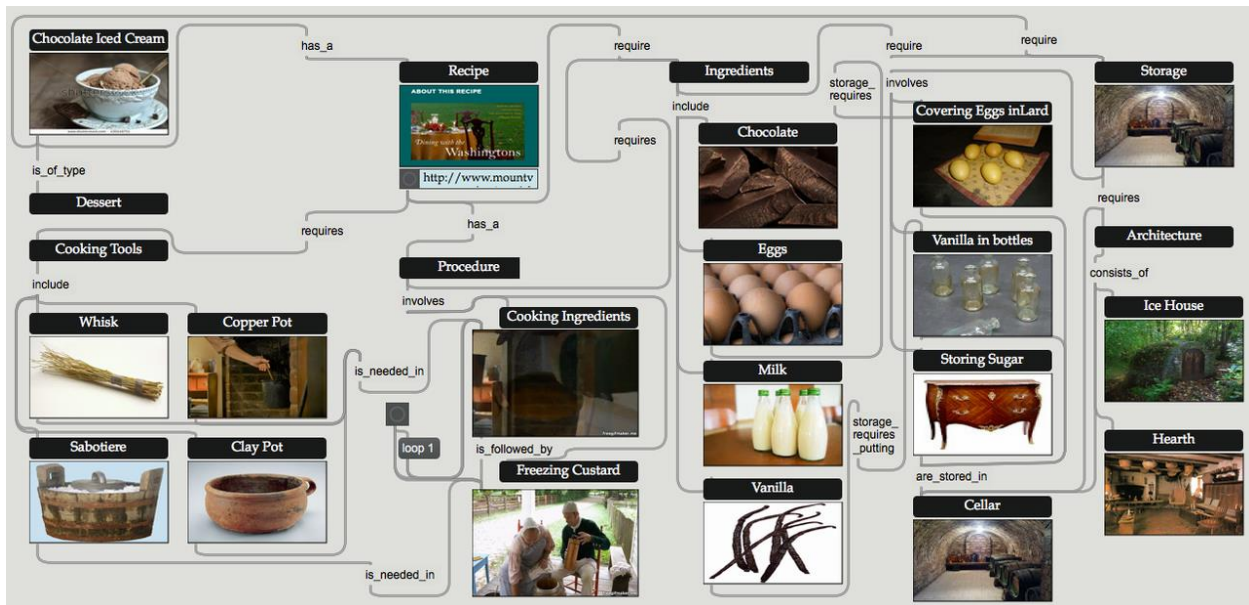 Chocolate Iced Cream
has_a
require
require
require
Recipe
Ingredients
Storage
ABOUT THIS RECIPE
Dining with the
Washingtons
http://www.mountv
storage_
requires
involves
include
Covering Eggs inLard
Chocolate
requires
is_of_type
Dessert
requires
has_a
requires
Cooking Tools
Eggs
Vanilla in bottles
Architecture
Procedure
consists_of
include
involves
Ice House
Whisk
Copper Pot
Cooking Ingredients
Milk
Storing Sugar
is_needed_in
loop 1
is_followed_by
storage_
requires
_putting
Sabotiere
Clay Pot
Freezing Custard
Hearth
Vanilla
are_stored_in
Cellar
is_needed_in